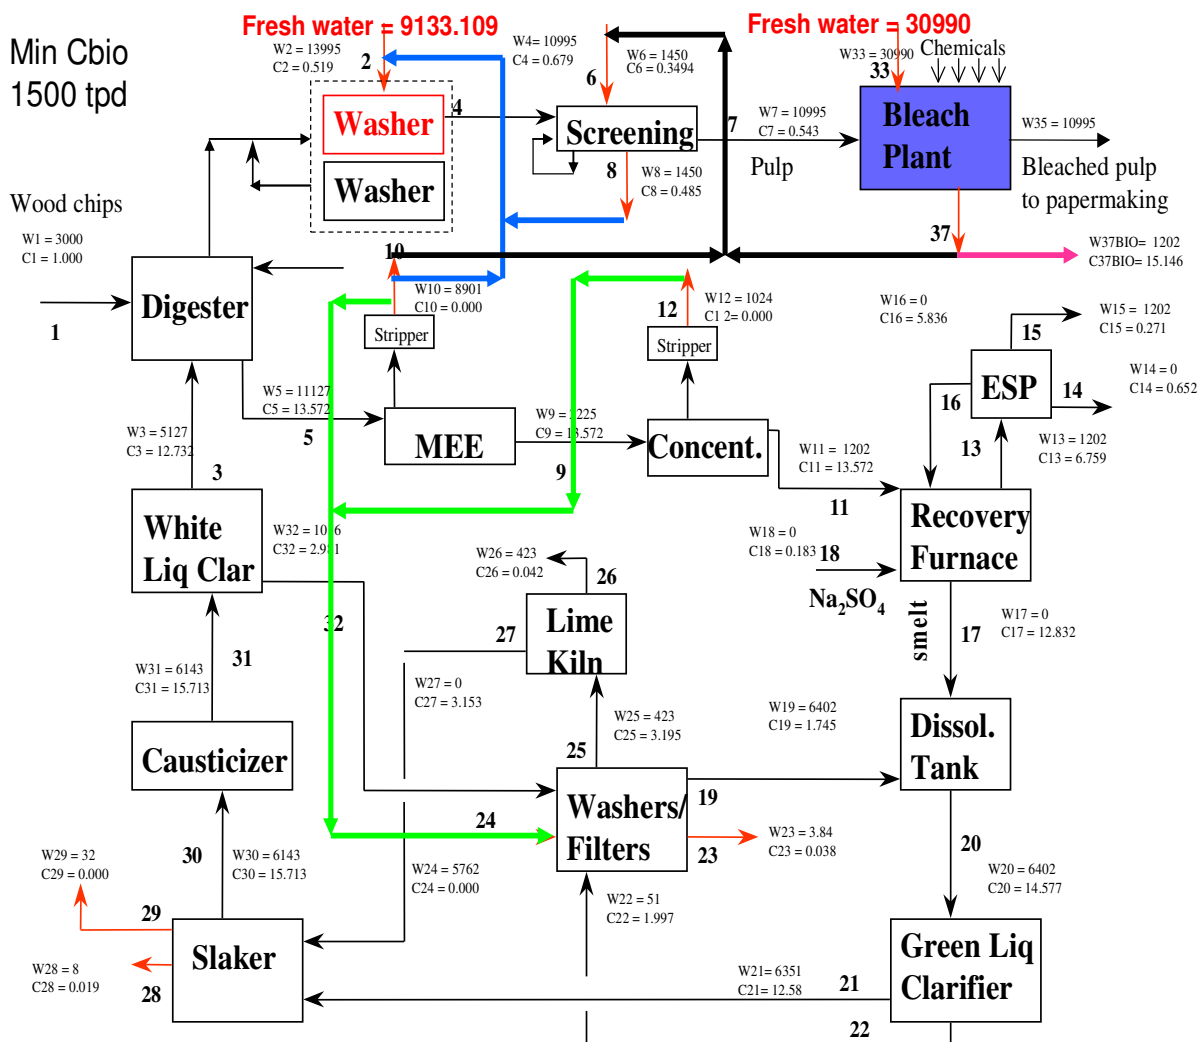 Fresh water = 9133.109
Fresh water = 30990
Min Cbio
1500 tpd
W2 = 13995
C2 = 0.519
2
W4 = 10995
C4 = 0.679
6
W6 = 1450
C6 = 0.3494
W33 = 30990
33
Chemicals
Washer
4
Screening
7
W7 = 10995
C7 = 0.543
Pulp
Bleach
Plant
W35 = 10995
Bleached pulp
to papermaking
Washer
8
W8 = 1450
C8 = 0.485
Wood chips
W1 = 3000
C1 = 1.000
1
Digester
10
W10 = 8901
C10 = 0.000
Stripper
12
W12 = 1024
C1 2= 0.000
Stripper
37
W37BIO= 1202
C37BIO= 15.146
W16 = 0
C16 = 5.836
W15 = 1202
C15 = 0.271
15
ESP
16
14
W14 = 0
C14 = 0.652
13
W13 = 1202
C13 = 6.759
W5 = 11127
C5 = 13.572
5
MEE
W9 = 2225
C9 = 13.572
9
Concent.
W11 = 1202
C11 = 13.572
11
W3 = 5127
C3 = 12.732
3
White
Liq Clar
W32 = 1016
C32 = 2.981
32
W26 = 423
C26 = 0.042
26
W18 = 0
C18 = 0.183
18
Na2SO4
Recovery
Furnace
smelt
17
W17 = 0
C17 = 12.832
27
Lime
Kiln
31
W31 = 6143
C31 = 15.713
W27 = 0
C27 = 3.153
W25 = 423
C25 = 3.195
25
W19 = 6402
C19 = 1.745
19
Dissol.
Tank
Causticizer
24
Washers/
Filters
23
W23 = 3.84
C23 = 0.038
20
W20 = 6402
C20 = 14.577
W29 = 32
C29 = 0.000
29
30
W30 = 6143
C30 = 15.713
W24 = 5762
C24 = 0.000
W22 = 51
C22 = 1.997
Slaker
W28 = 8
C28 = 0.019
28
W21= 6351
C21= 12.58
21
Green Liq
Clarifier
22